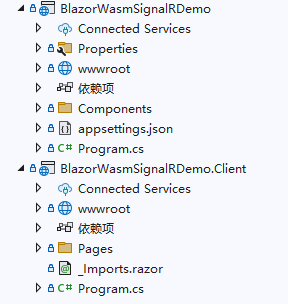 BlazorWasmSignalRDemo
Connected Services
Properties
wwwroot
依赖项
Components
appsettings.json
C# Program.cs
BlazorWasmSignalRDemo.Client
Connected Services
wwwroot
依赖项
Pages
_Imports.razor
C# Program.cs